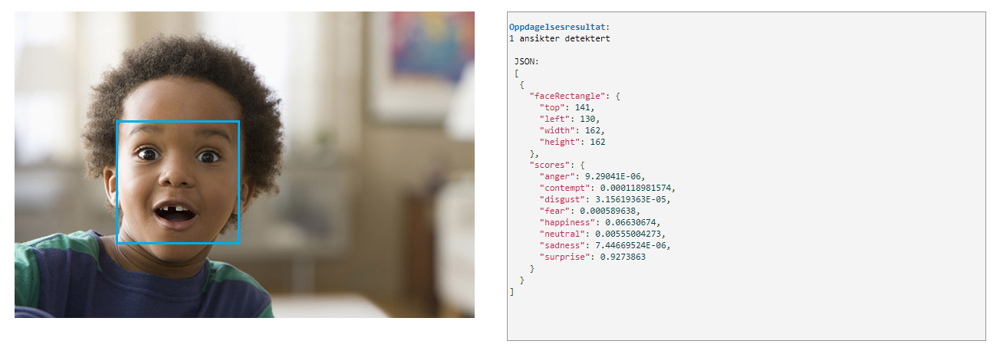 Oppdagelsesresultat:
1 ansikter detektert
JSON:
[
{
"faceRectangle": {
"top": 141,
"left": 130,
"width": 162,
"height": 162
},
"scores": {
"anger": 9.29041E-06,
"contempt": 0.000118981574,
"disgust": 3.15619363E-05,
"fear": 0.000589638,
"happiness": 0.06630674,
"neutral": 0.00555004273,
"sadness": 7.44669524E-06,
"surprise": 0.9273863
}
}
]